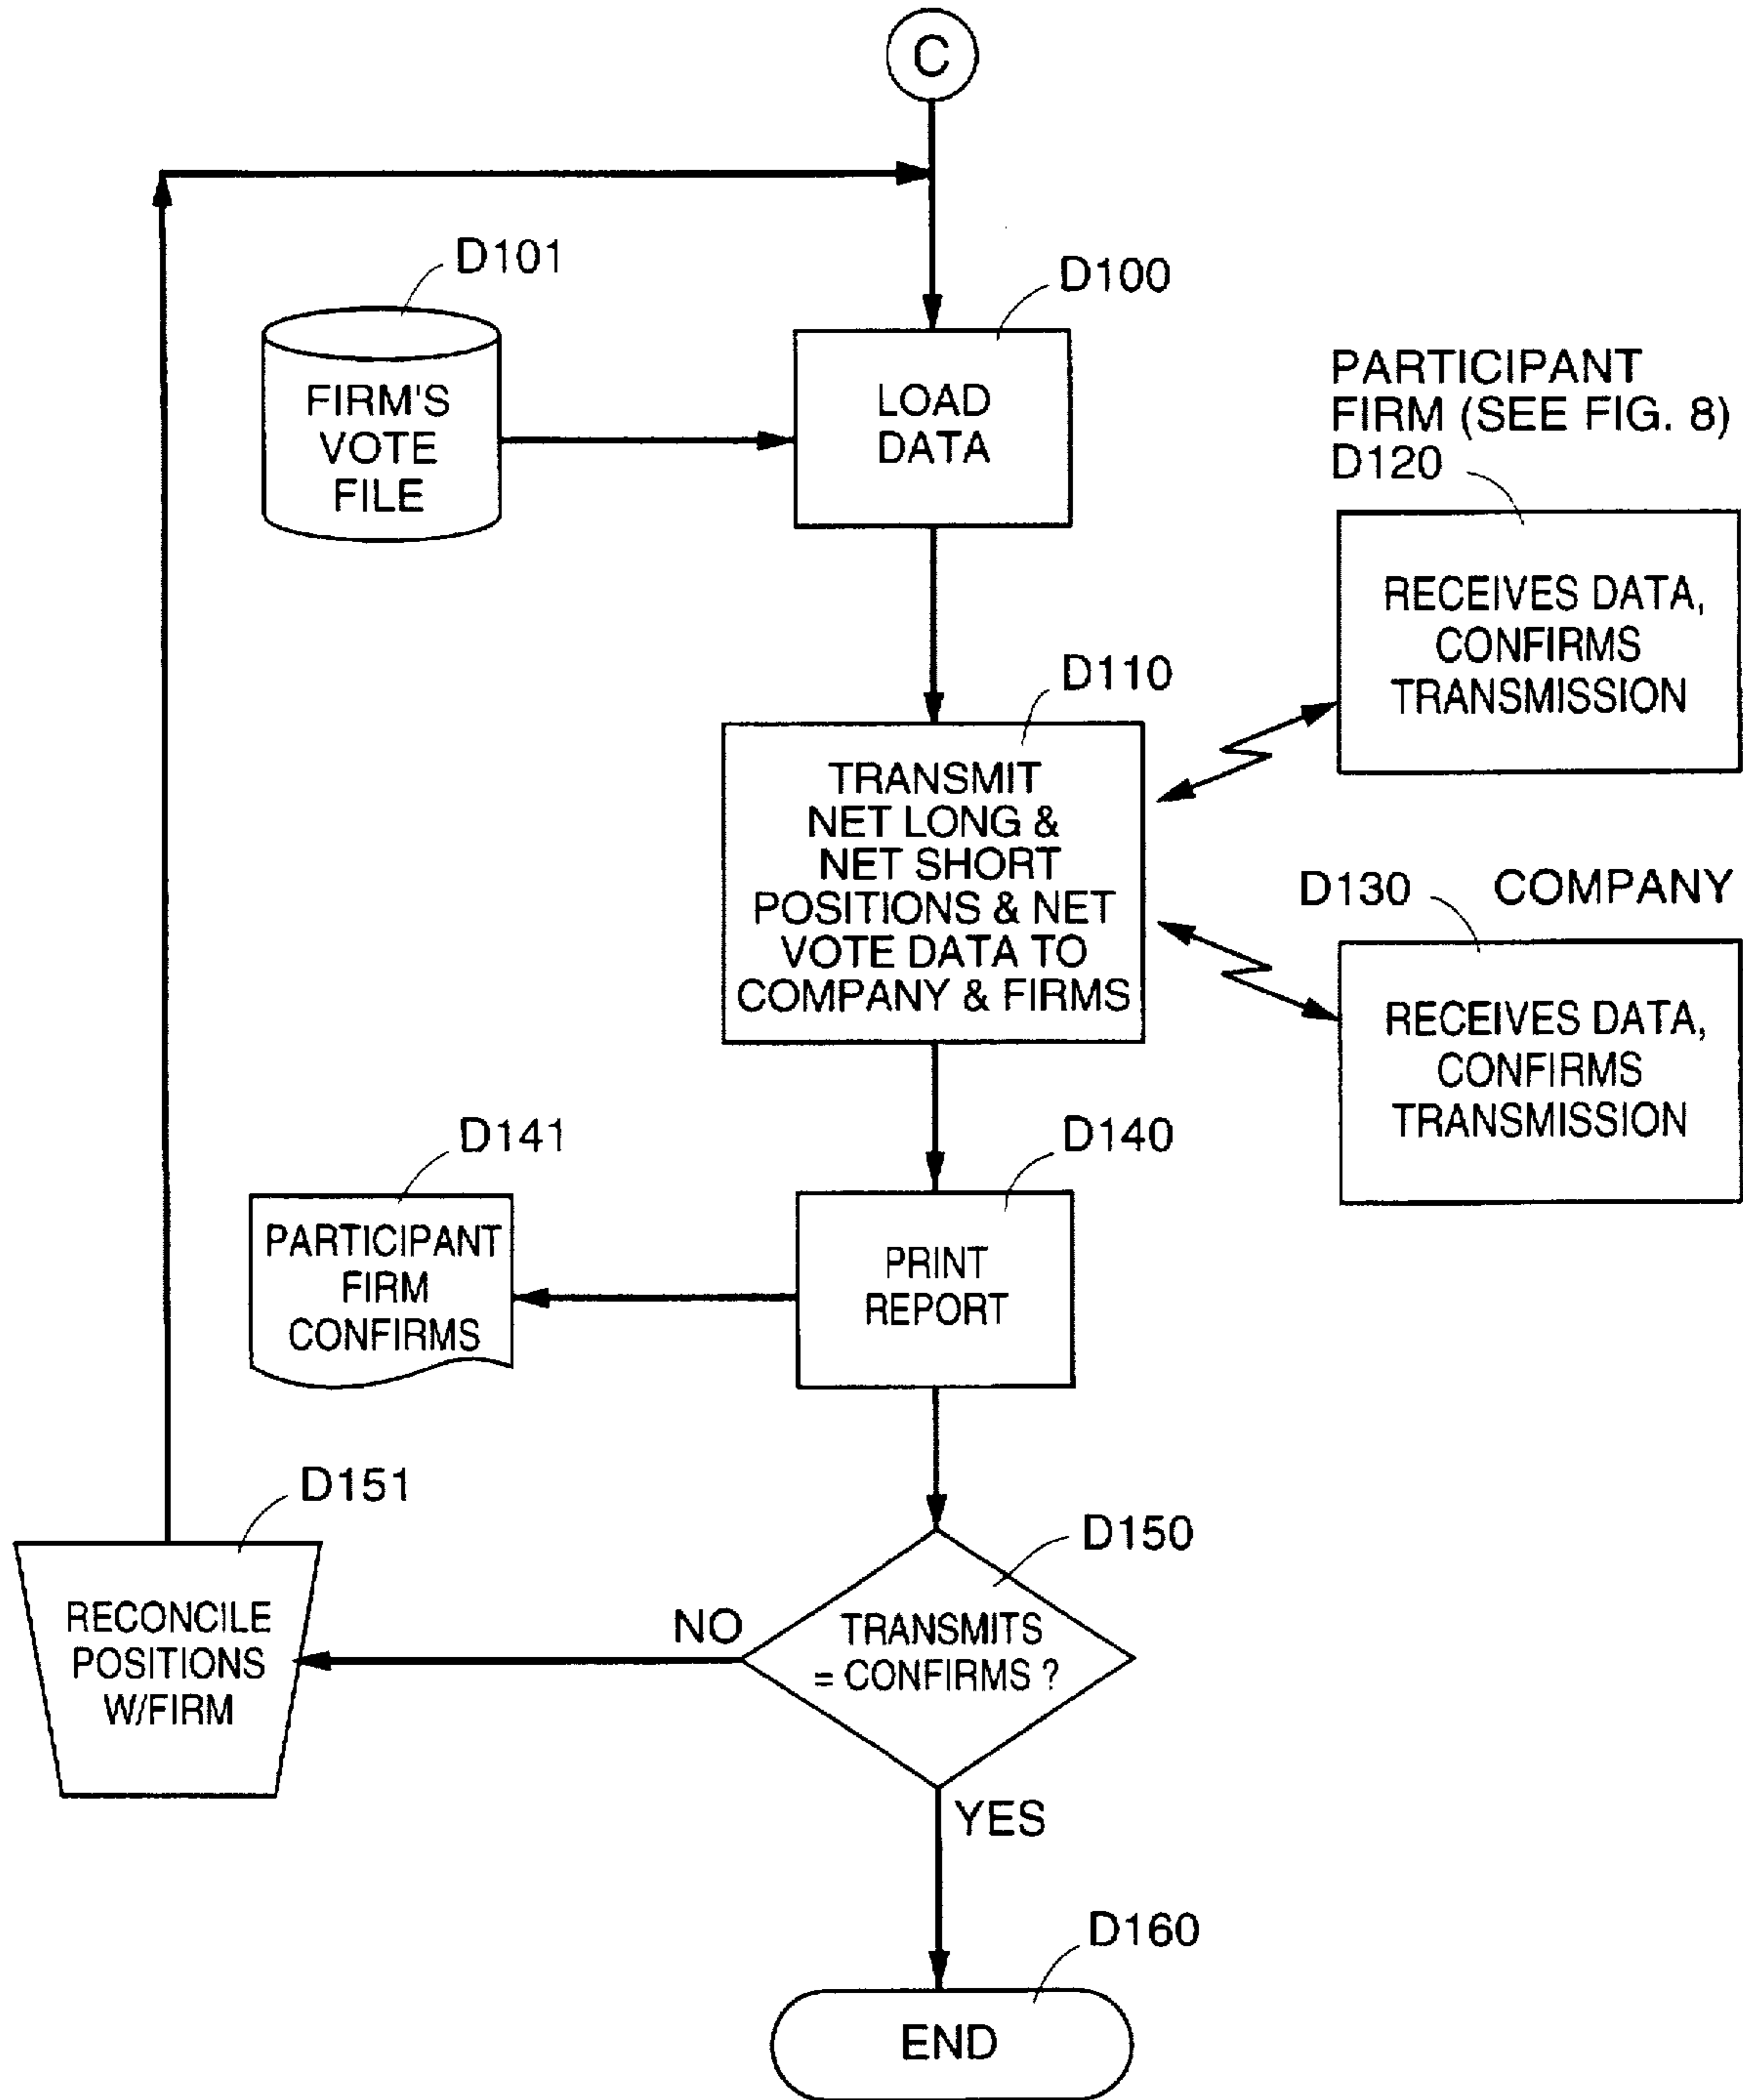 C
D101
D100
FIRM'S
VOTE
FILE
LOAD
DATA
PARTICIPANT
FIRM (SEE FIG. 8)
D120
RECEIVES DATA,
CONFIRMS
TRANSMISSION
D110
TRANSMIT
NET LONG &
NET SHORT
POSITIONS & NET
VOTE DATA TO
COMPANY & FIRMS
D130 COMPANY
RECEIVES DATA,
CONFIRMS
TRANSMISSION
D141
D140
PARTICIPANT
FIRM
CONFIRMS
PRINT
REPORT
D151
D150
RECONCILE
POSITIONS
W/FIRM
NO
TRANSMITS
= CONFIRMS ?
YES
D160
END